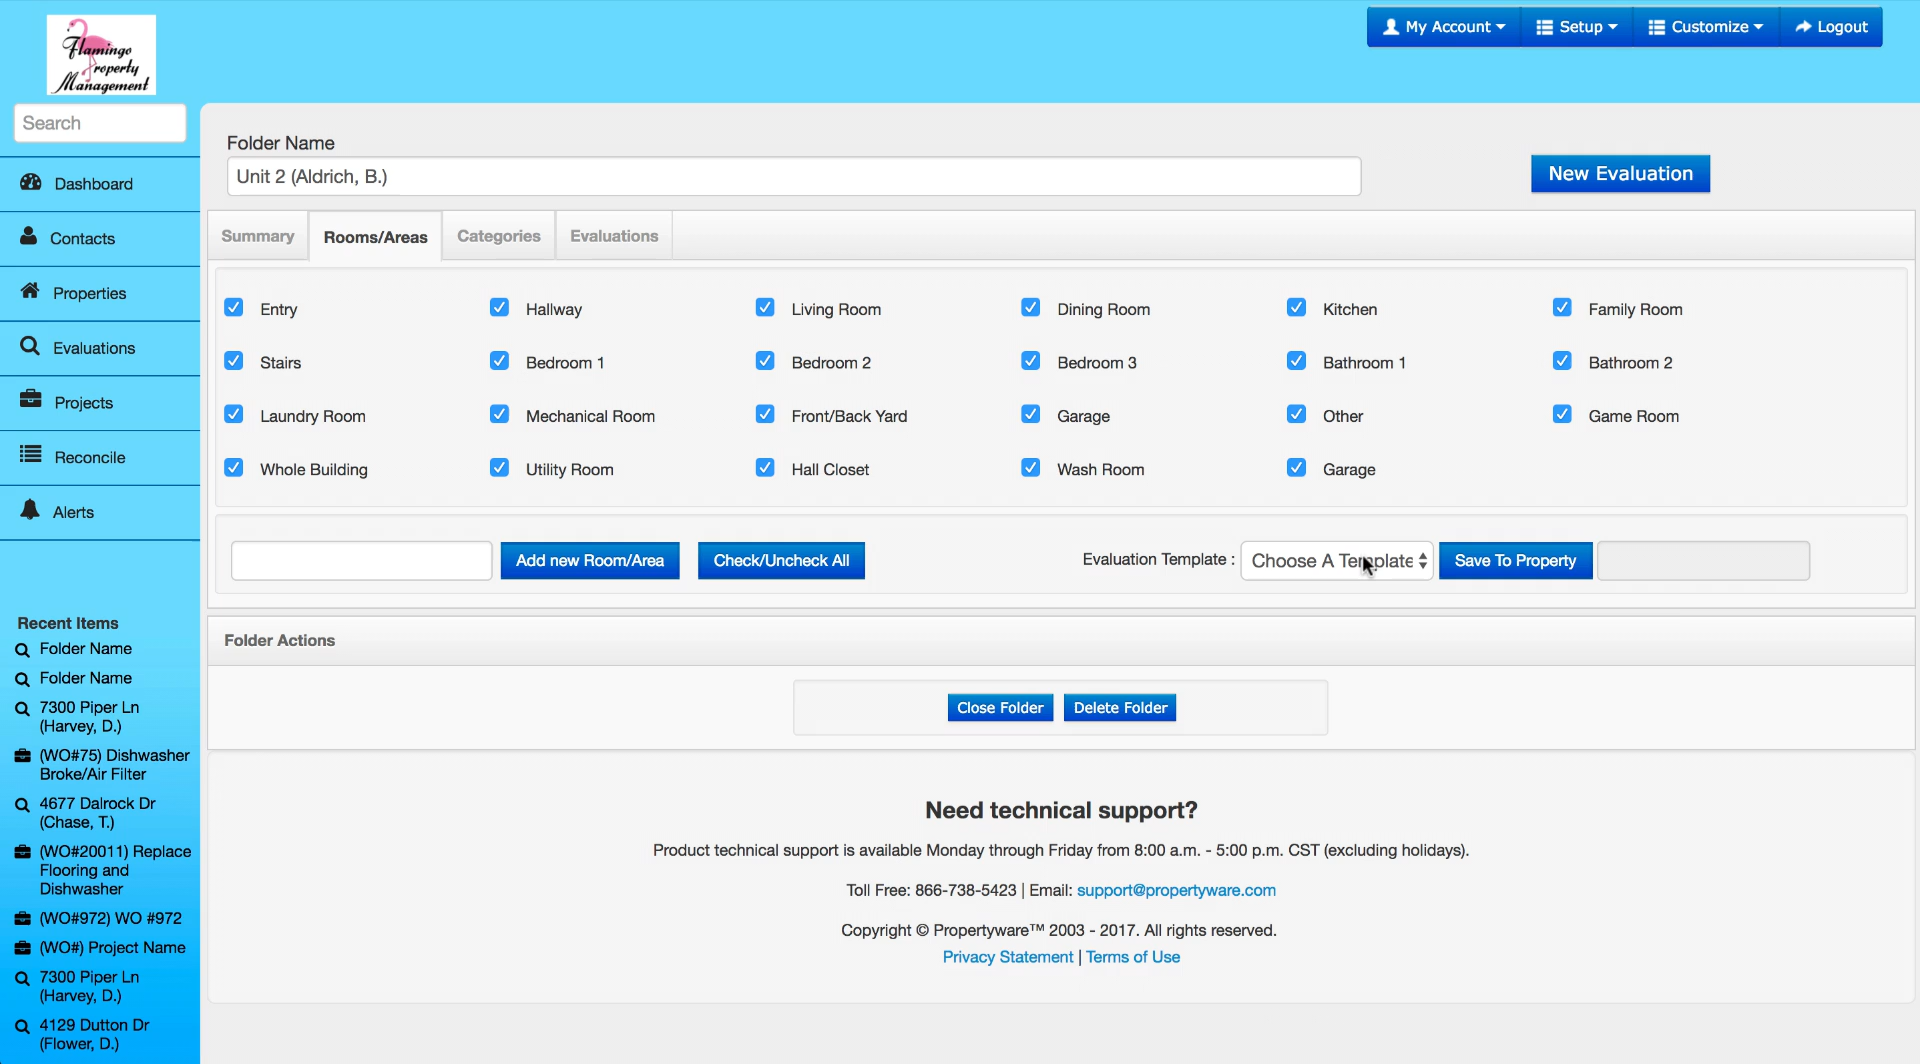 Flamingo
Property
Management
My Account
Setup
Customize
Logout
Search
Dashboard
Contacts
Properties
Evaluations
Projects
Reconcile
Alerts
Recent Items
Folder Name
Folder Name
7300 Piper Ln
(Harvey, D.)
(WO#75) Dishwasher
Broke/Air Filter
4677 Dalrock Dr
(Chase, T.)
(WO#20011) Replace
Flooring and
Dishwasher
(WO#972) WO #972
(WO#) Project Name
7300 Piper Ln
(Harvey, D.)
4129 Dutton Dr
(Flower, D.)
Folder Name
Unit 2 (Aldrich, B.)
New Evaluation
Summary
Rooms/Areas
Categories
Evaluations
Entry
Hallway
Living Room
Dining Room
Kitchen
Family Room
Stairs
Bedroom 1
Bedroom 2
Bedroom 3
Bathroom 1
Bathroom 2
Laundry Room
Mechanical Room
Front/Back Yard
Garage
Other
Game Room
Whole Building
Utility Room
Hall Closet
Wash Room
Garage
Add new Room/Area
Check/Uncheck All
Evaluation Template :
Choose A Template
Save To Property
Folder Actions
Close Folder
Delete Folder
Need technical support?
Product technical support is available Monday through Friday from 8:00 a.m. - 5:00 p.m. CST (excluding holidays).
Toll Free: 866-738-5423 | Email: support@propertyware.com
Copyright © Propertyware™ 2003 - 2017. All rights reserved.
Privacy Statement | Terms of Use